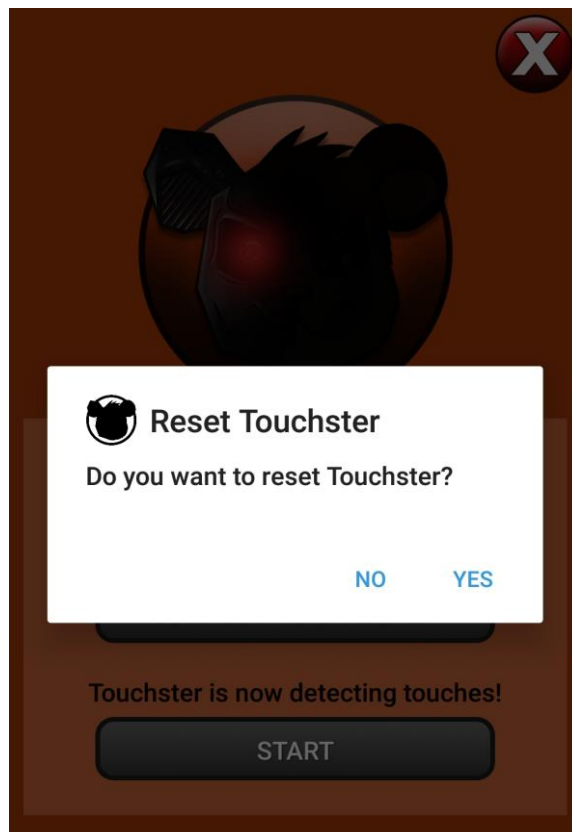 X
Reset Touchster
Do you want to reset Touchster?
NO YES
Touchster is now detecting touches!
START